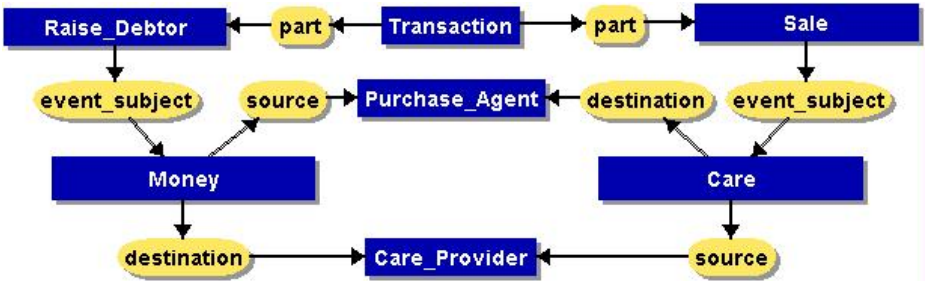 Raise_Debtor part Transaction part Sale
event_subject source Purchase_Agent destination event_subject
Money Care
destination Care_Provider source